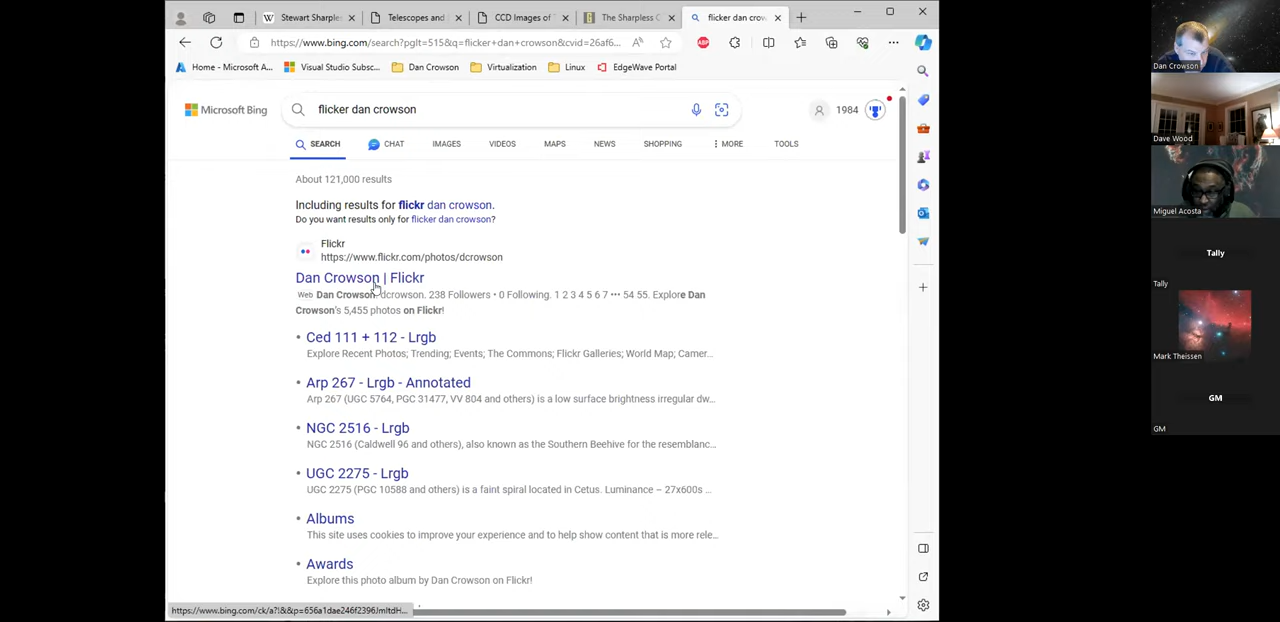 Stewart Sharples
Telescopes and
CCD Images of
The Sharpless C
flicker dan crow
https://www.bing.com/search?pglt=515&q=flicker+dan+crowson&cvid=26af6...
ABP
Home - Microsoft A...
Visual Studio Subsc...
Dan Crowson
Virtualization
Linux
EdgeWave Portal
Microsoft Bing
flicker dan crowson
1984
SEARCH
CHAT
IMAGES
VIDEOS
MAPS
NEWS
SHOPPING
MORE
TOOLS
About 121,000 results
Including results for flickr dan crowson.
Do you want results only for flicker dan crowson?
Flickr
https://www.flickr.com/photos/dcrowson
Dan Crowson | Flickr
Web Dan Crowson. dcrowson. 238 Followers • 0 Following. 1 2 3 4 5 6 7 ••• 54 55. Explore Dan
Crowson's 5,455 photos on Flickr!
Ced 111 + 112 - Lrgb
Explore Recent Photos; Trending; Events; The Commons; Flickr Galleries; World Map; Camer...
Arp 267 - Lrgb - Annotated
Arp 267 (UGC 5764, PGC 31477, VV 804 and others) is a low surface brightness irregular dw...
NGC 2516 - Lrgb
NGC 2516 (Caldwell 96 and others), also known as the Southern Beehive for the resemblanc...
UGC 2275 - Lrgb
UGC 2275 (PGC 10588 and others) is a faint spiral located in Cetus. Luminance – 27x600s ...
Albums
This site uses cookies to improve your experience and to help show content that is more rele...
Awards
Explore this photo album by Dan Crowson on Flickr!
https://www.bing.com/ck/a?!&&p=656a1dae246f2396JmltdH...
Dan Crowson
Dave Wood
Miguel Acosta
Tally
Tally
Mark Theissen
GM
GM